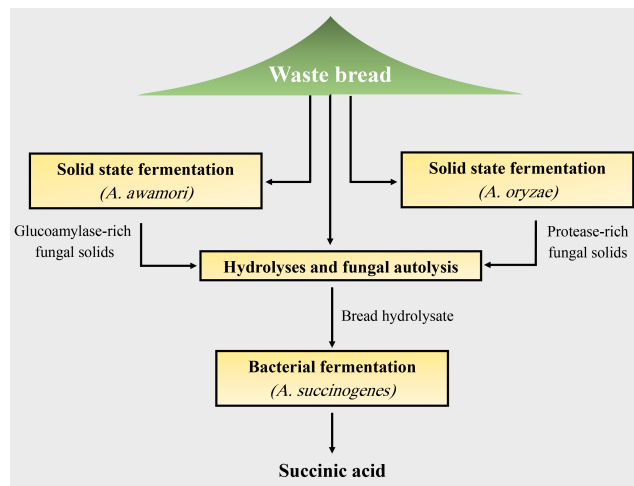 Waste bread
Solid state fermentation
(A. awamori)
Solid state fermentation
(A. oryzae)
Glucoamylase-rich
fungal solids
Protease-rich
fungal solids
Hydrolyses and fungal autolysis
Bread hydrolysate
Bacterial fermentation
(A. succinogenes)
Succinic acid